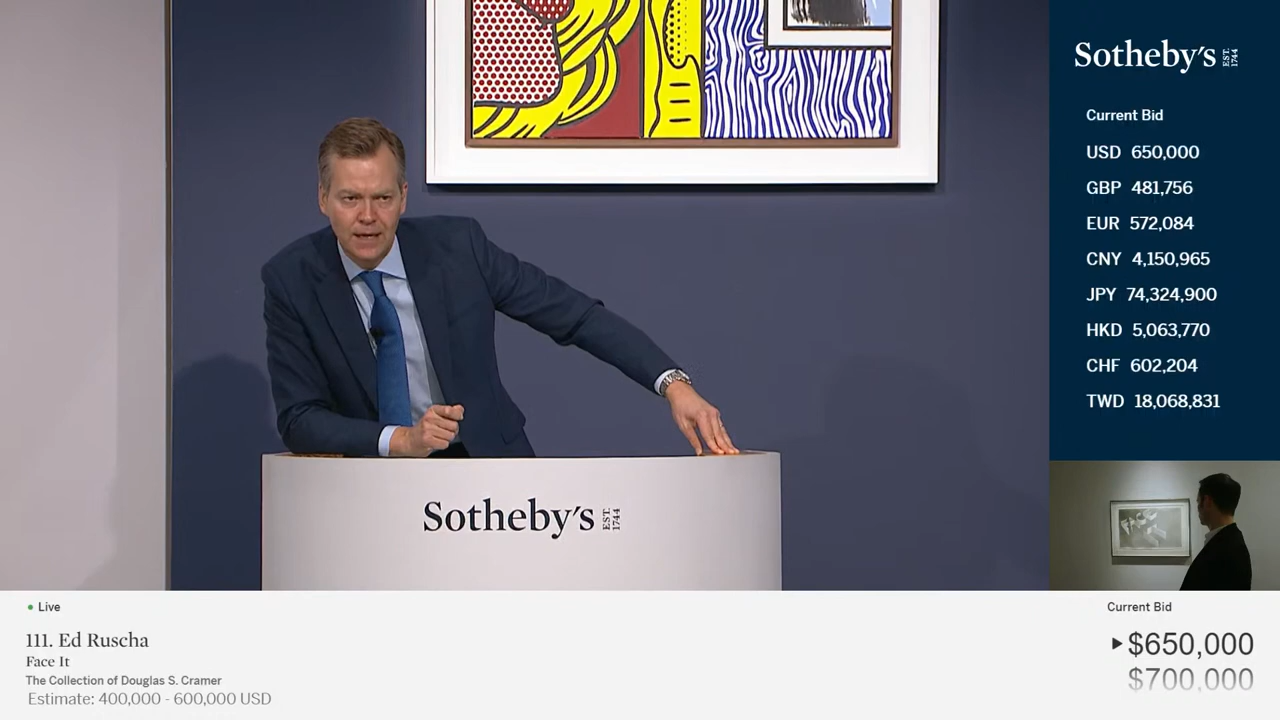 Sotheby's EST. 1744
Current Bid
USD 650,000
GBP 481,756
EUR 572,084
CNY 4,150,965
JPY 74,324,900
HKD 5,063,770
CHF 602,204
TWD 18,068,831
Sotheby's EST. 1744
Live
111. Ed Ruscha
Face It
The Collection of Douglas S. Cramer
Estimate: 400,000 - 600,000 USD
Current Bid
$650,000
$700,000